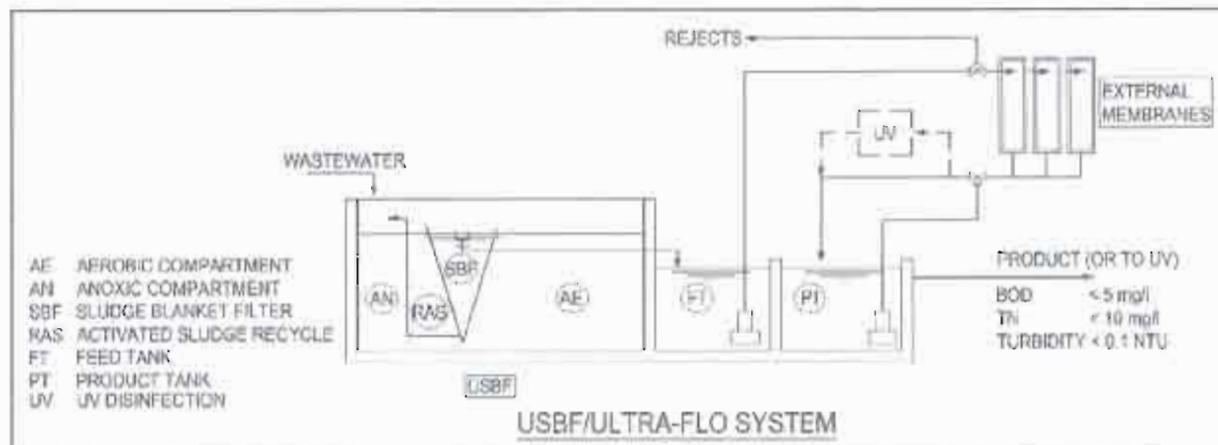 REJECTS
EXTERNAL
MEMBRANES
UV
WASTEWATER
SBF
AN
RAS
AE
FT
PT
AE AEROBIC COMPARTMENT
AN ANOXIC COMPARTMENT
SBF SLUDGE BLANKET FILTER
RAS ACTIVATED SLUDGE RECYCLE
FT FEED TANK
PT PRODUCT TANK
UV UV DISINFECTION
PRODUCT (OR TO UV)
BOD < 5 mg/l
TN < 10 mg/l
TURBIDITY < 0.1 NTU
USBF
USBF/ULTRA-FLO SYSTEM